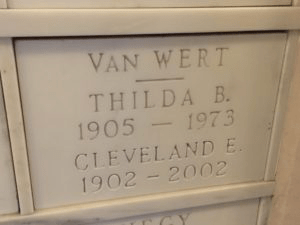 VAN WERT
THILDA B.
1905 — 1973
CLEVELAND E.
1902 – 2002